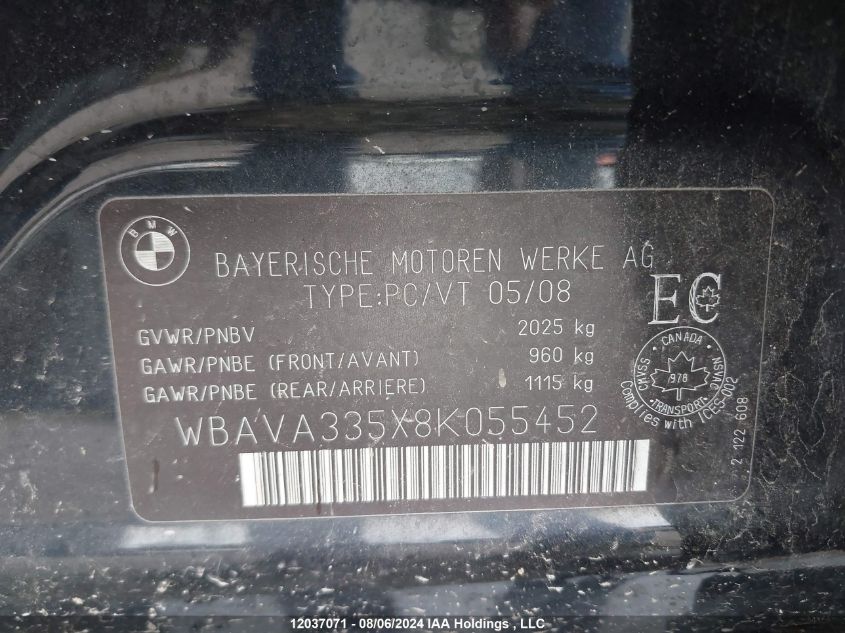 BMW
BAYERISCHE MOTOREN WERKE AG
TYPE:PC/VT 05/08
EC
GVWR/PNBV 2025 kg
GAWR/PNBE (FRONT/AVANT) 960 kg
GAWR/PNBE (REAR/ARRIERE) 1115 kg
CANADA
CMVSS NSVAC
1978
TRANSPORT
Complies with ICES-002
2 122 608
WBAVA335X8K055452
12037071 - 08/06/2024 IAA Holdings, LLC